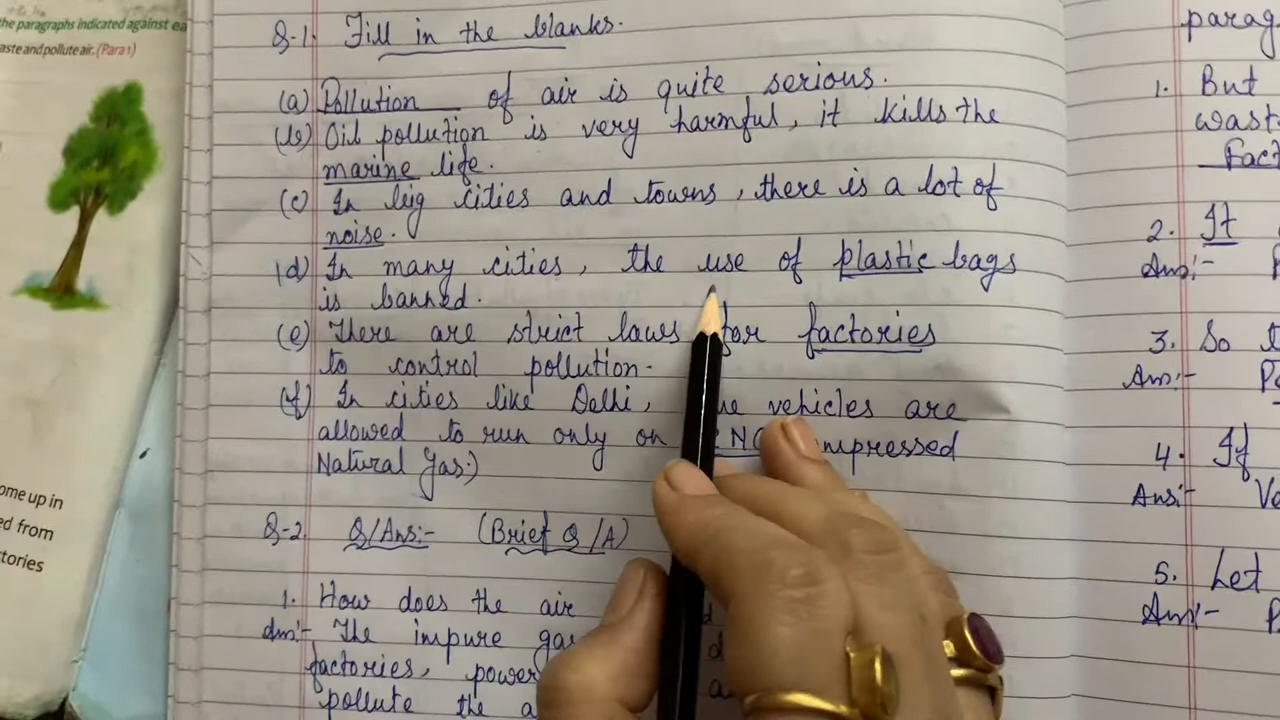 the paragraphs indicated against ea
aste and pollute air. (Para 1)
ome up in
ed from
tories
Q-1. Fill in the blanks.
(a) Pollution of air is quite serious.
(b) Oil pollution is very harmful, it kills the
marine life.
(c) In big cities and towns, there is a lot of
noise.
(d) In many cities, the use of plastic bags
is banned.
(e) There are strict laws for factories
to control pollution.
(f) In cities like Delhi, vehicles are
allowed to run only on
Natural Gas.)
Q-2. Q/Ans:- (Brief Q/A)
1. How does the air
Ans:- The impure
factories, power
pollute the
parag
1. But
wast
Fact
2. It
Ans:-
3. So
Ans:-
4. If
Ans:- Ve
5. Let
Ans:- P